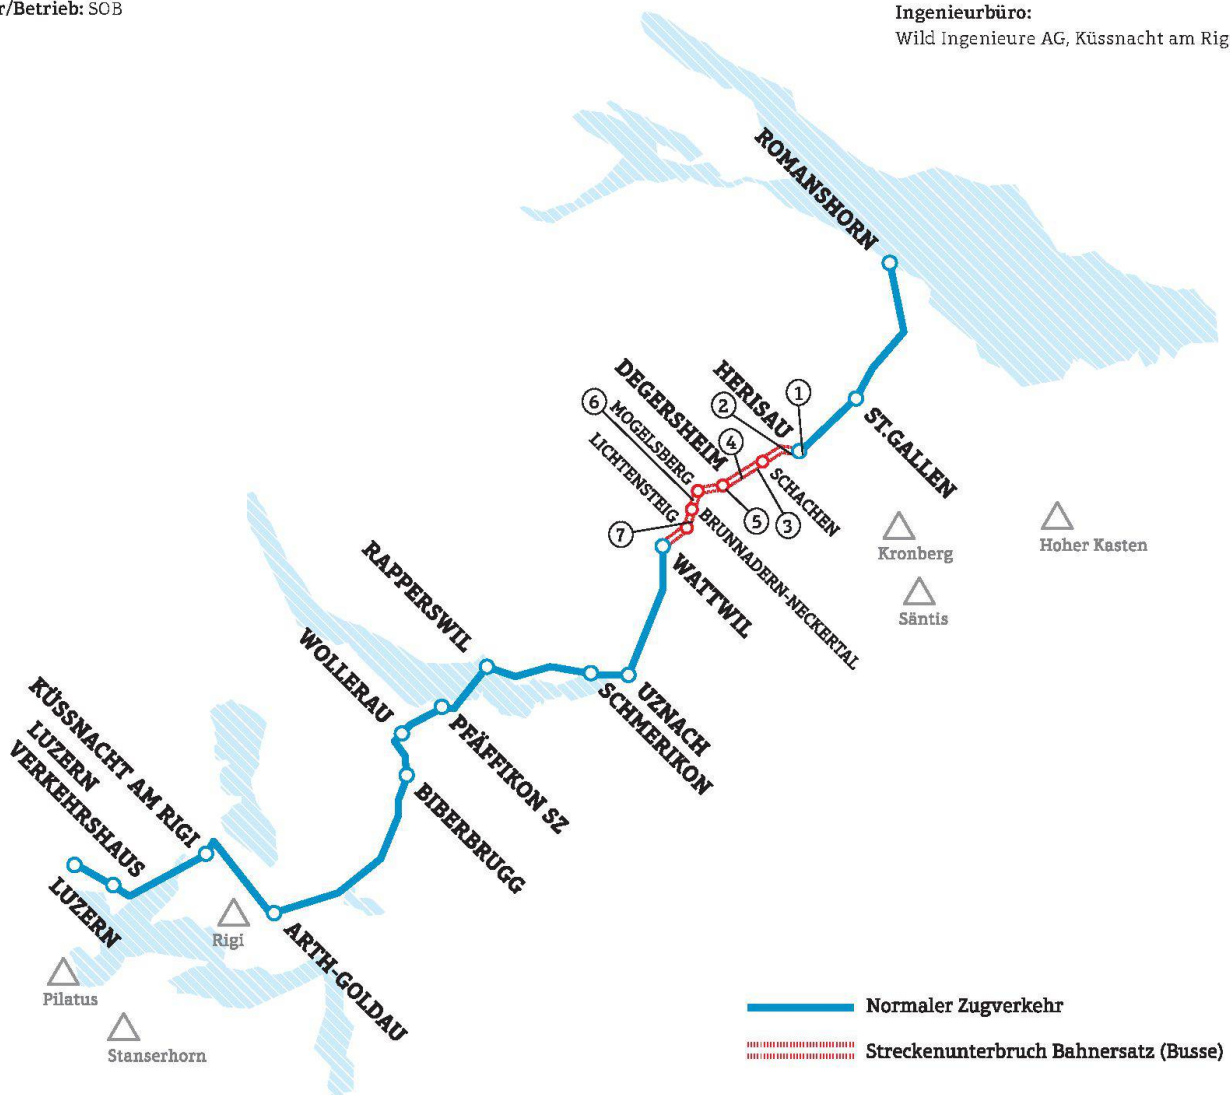 r/Betrieb: SOB
Ingenieurbüro:
Wild Ingenieure AG, Küssnacht am Rig
ROMANSHORN
HERISAU
1
2
DEGERSHEIM
6
MOGELSBERG
4
ST.GALLEN
LICHTENSTEIG
SCHACHEN
5
3
7
BRUNNADERN-NECKERTAL
Kronberg
Hoher Kasten
Säntis
WATTWIL
RAPPERSWIL
WOLLERAU
UZNACH
SCHMERIKON
PFÄFFIKON SZ
KÜSSNACHT AM RIGI
LUZERN
VERKEHRSHAUS
BIBERBRUGG
LUZERN
Rigi
ARTH-GOLDAU
Pilatus
Stanserhorn
Normaler Zugverkehr
Streckenunterbruch Bahnersatz (Busse)